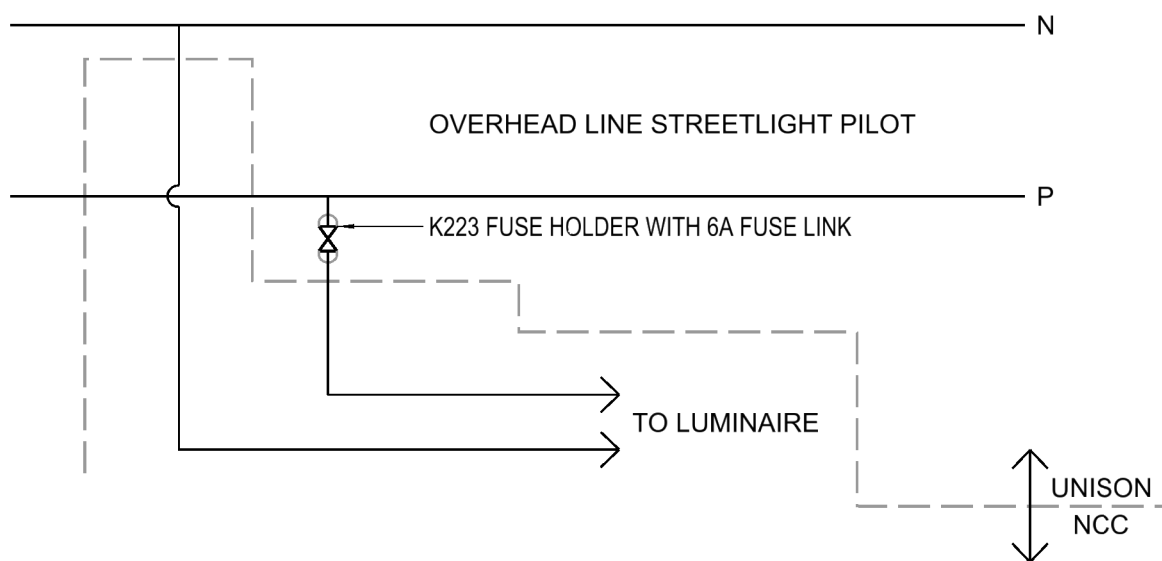 N
OVERHEAD LINE STREETLIGHT PILOT
P
K223 FUSE HOLDER WITH 6A FUSE LINK
TO LUMINAIRE
UNISON
NCC